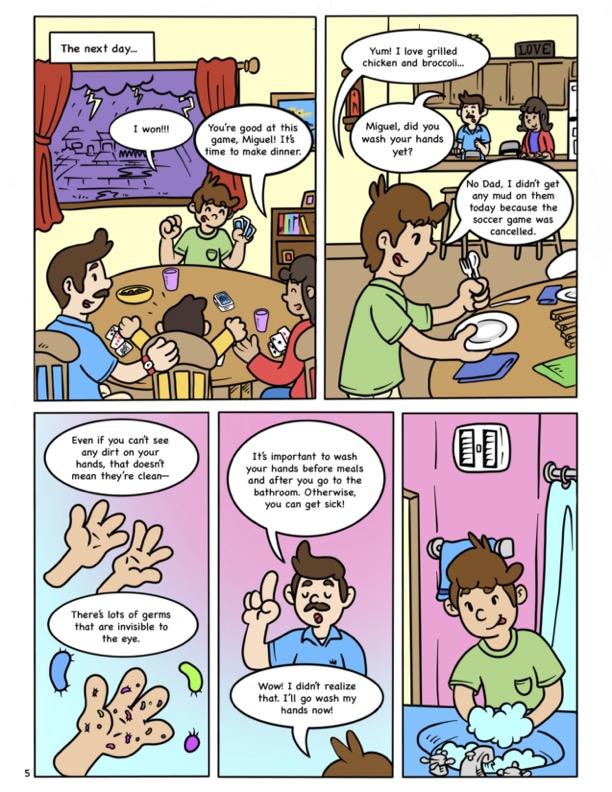 The next day...
I won!!!
You're good at this
game, Miguel! It's
time to make dinner.
Yum! I love grilled
chicken and broccoli...
LOVE
Miguel, did you
wash your hands
yet?
No Dad, I didn't get
any mud on them
today because the
soccer game was
cancelled.
Even if you can't see
any dirt on your
hands, that doesn't
mean they're clean—
There's lots of germs
that are invisible to
the eye.
It's important to wash
your hands before meals
and after you go to the
bathroom. Otherwise,
you can get sick!
Wow! I didn't realize
that. I'll go wash my
hands now!
5